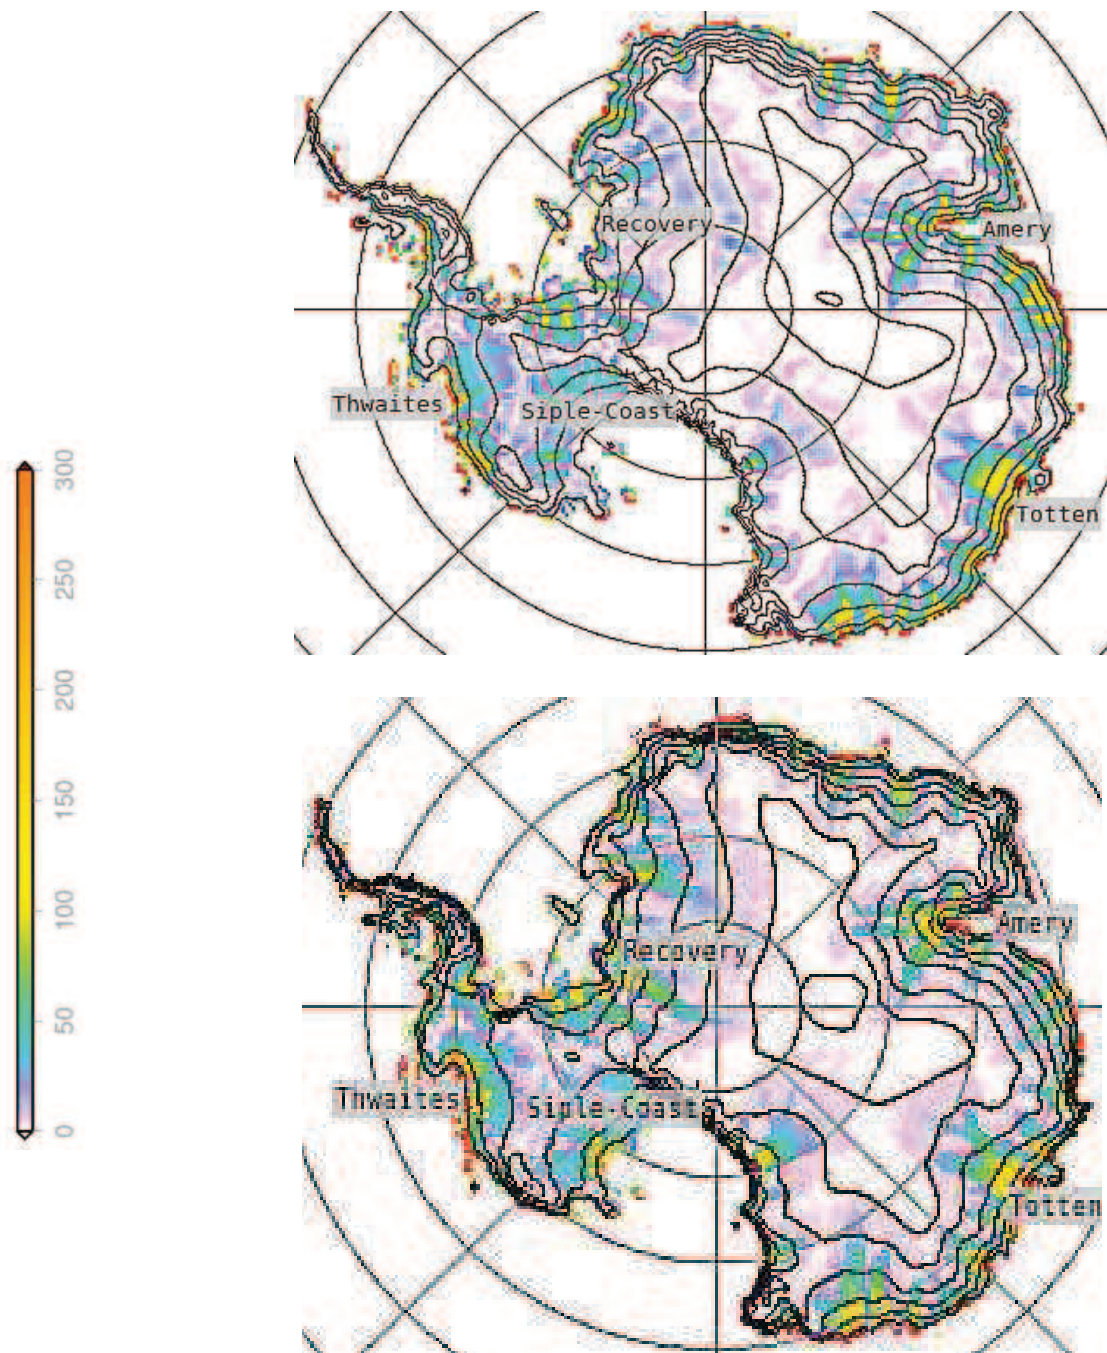 Recovery
Amery
Thwaites
Siple-Coast
Totten
300
250
200
150
100
50
0
Recovery
Amery
Thwaites
Siple-Coast
Totten